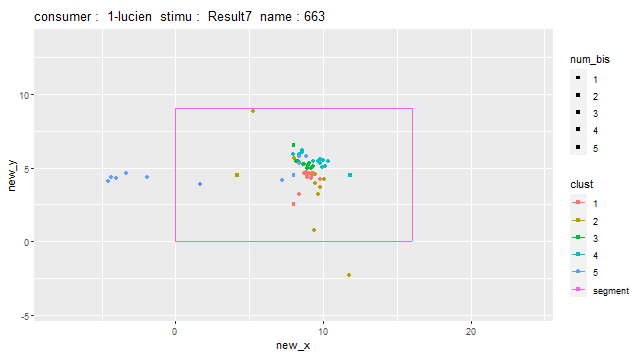 consumer :  1-lucien  stimu :  Result7  name : 663
new_y
10
5
0
-5
0
10
20
new_x
num_bis
1
2
3
4
5
clust
1
2
3
4
5
segment